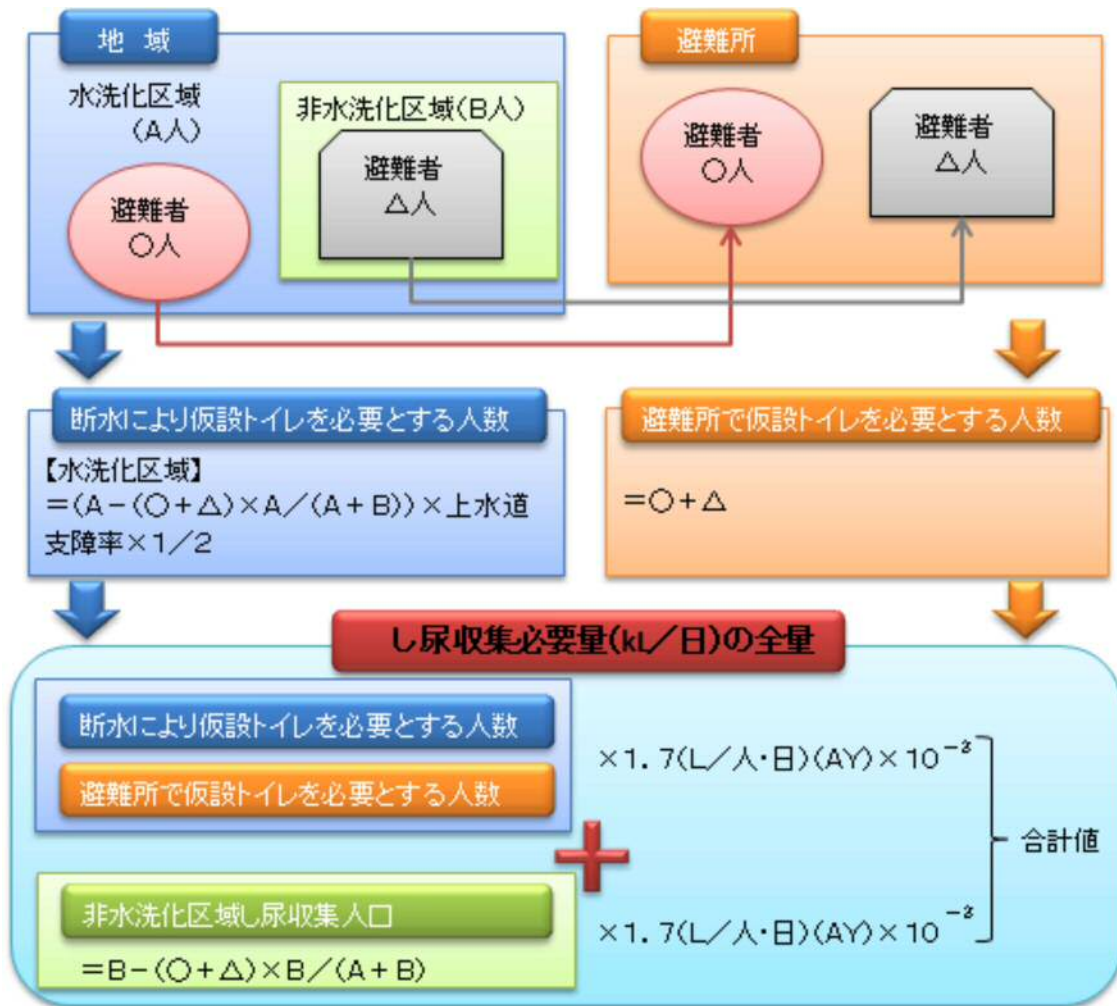 地 域
水洗化区域
(A人)
非水洗化区域(B人)
避難者
△人
避難者
○人
避難所
避難者
○人
避難者
△人
断水により仮設トイレを必要とする人数
【水洗化区域】
=(A-(○+△)×A/(A+B))×上水道
支障率×1/2
避難所で仮設トイレを必要とする人数
=○+△
し尿収集必要量(kL/日)の全量
断水により仮設トイレを必要とする人数
避難所で仮設トイレを必要とする人数
×1.7(L/人・日)(AY)×10⁻³
合計値
非水洗化区域し尿収集人口
=B-(○+△)×B/(A+B)
×1.7(L/人・日)(AY)×10⁻³